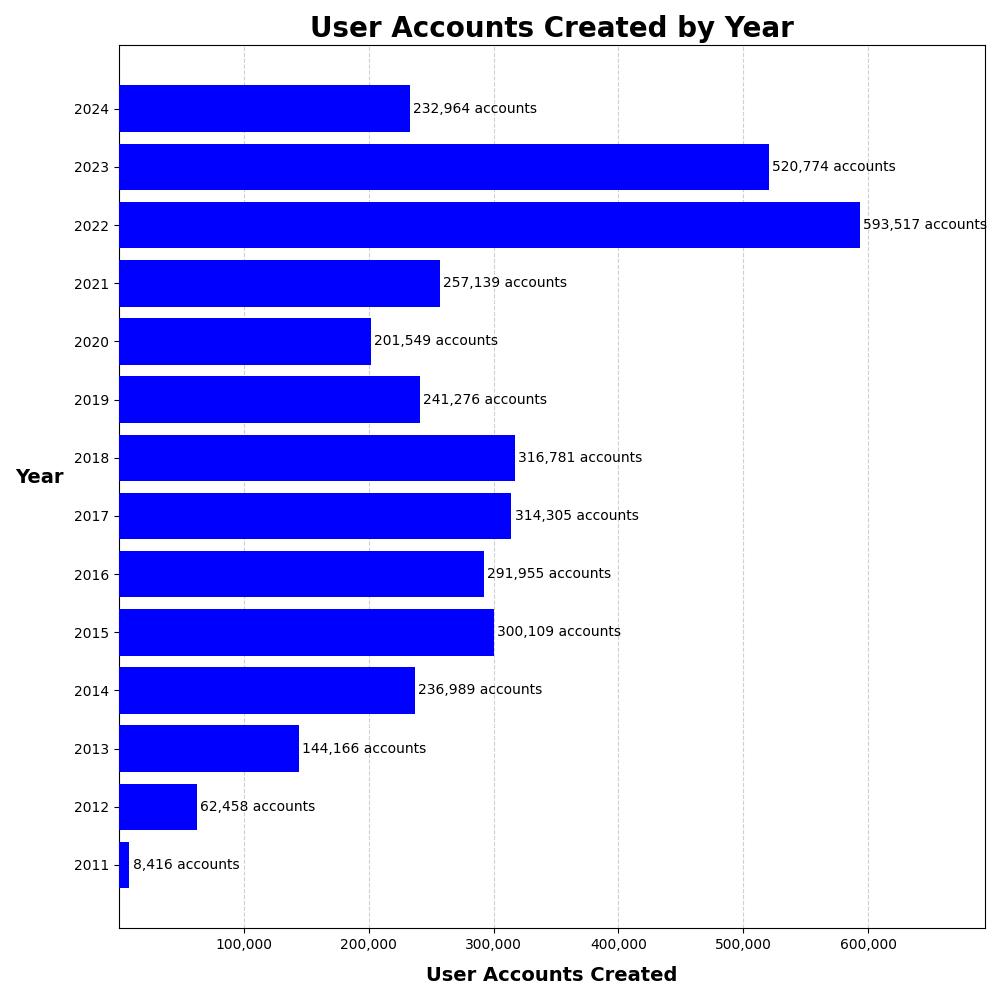 User Accounts Created by Year
2024
232,964 accounts
2023
520,774 accounts
2022
593,517 accounts
2021
257,139 accounts
2020
201,549 accounts
2019
241,276 accounts
2018
316,781 accounts
Year
2017
314,305 accounts
2016
291,955 accounts
2015
300,109 accounts
2014
236,989 accounts
2013
144,166 accounts
2012
62,458 accounts
2011
8,416 accounts
100,000 200,000 300,000 400,000 500,000 600,000
User Accounts Created